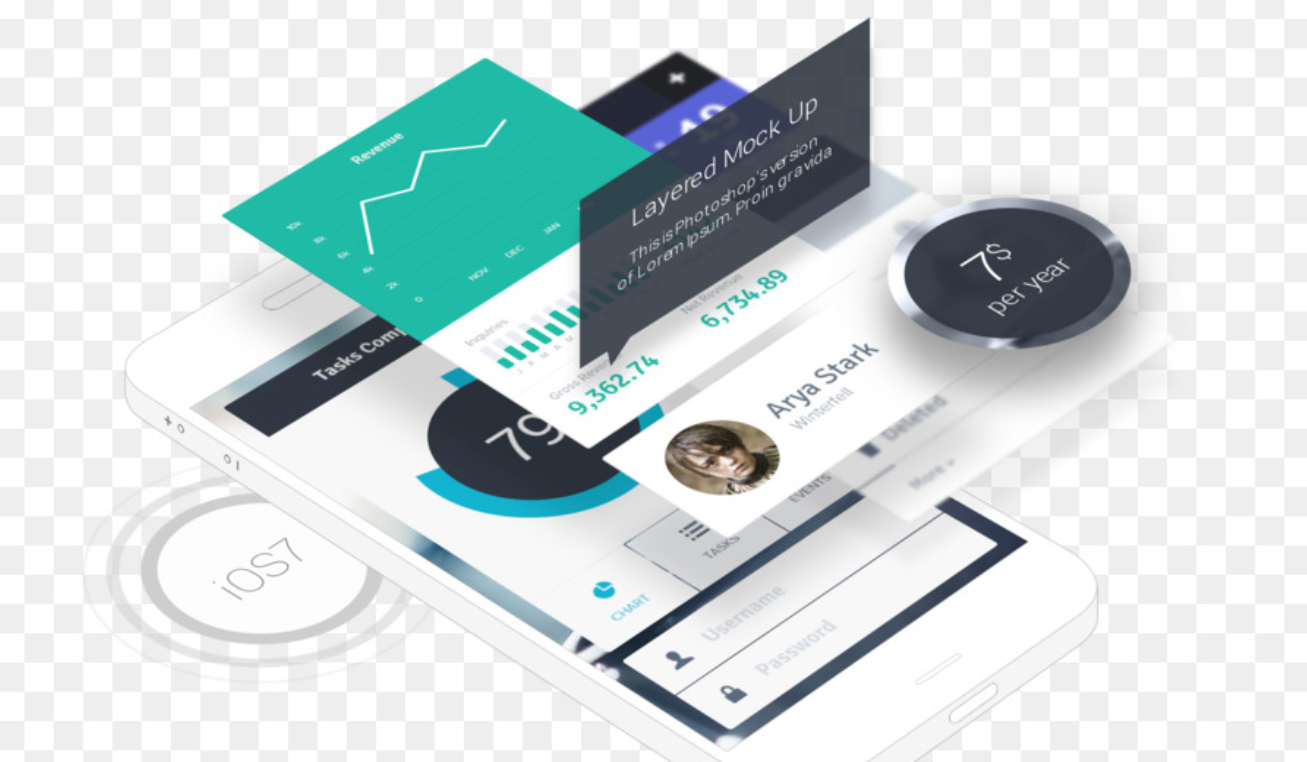 Revenue
10k
8k
6k
4k
2k
0
NOV
DEC
JAN
19
Layered Mock Up
This is Photoshop's version
of Lorem Ipsum. Proin gravida
7$
per year
Inquiries
J F M A M
Net Revenue
6,734.89
Gross
9,362.74
Tasks
79
Arya Stark
Winterfell
Deleted
More
EVENTS
TASKS
CHART
Username
Password
iOS7